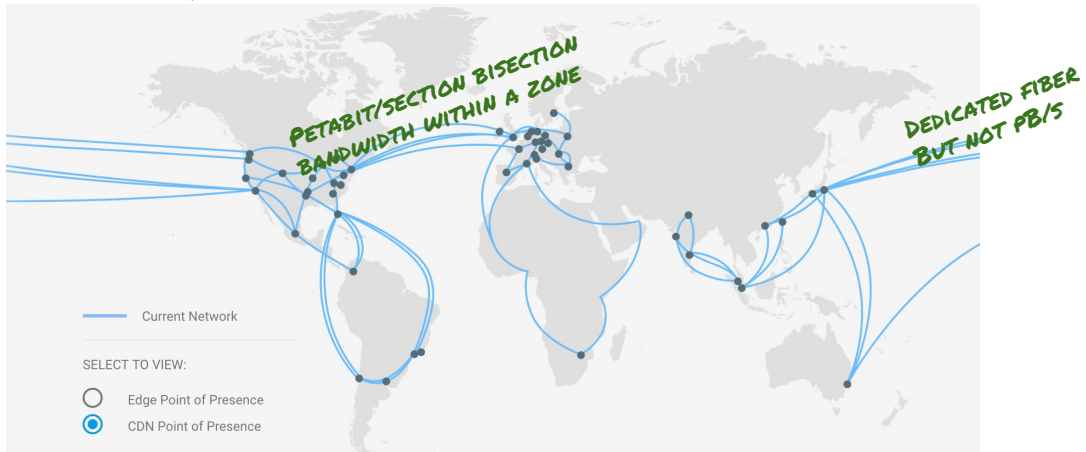 PETABIT/SECTION BISECTION
BANDWIDTH WITHIN A ZONE
DEDICATED FIBER
BUT NOT PB/S
Current Network
SELECT TO VIEW:
Edge Point of Presence
CDN Point of Presence